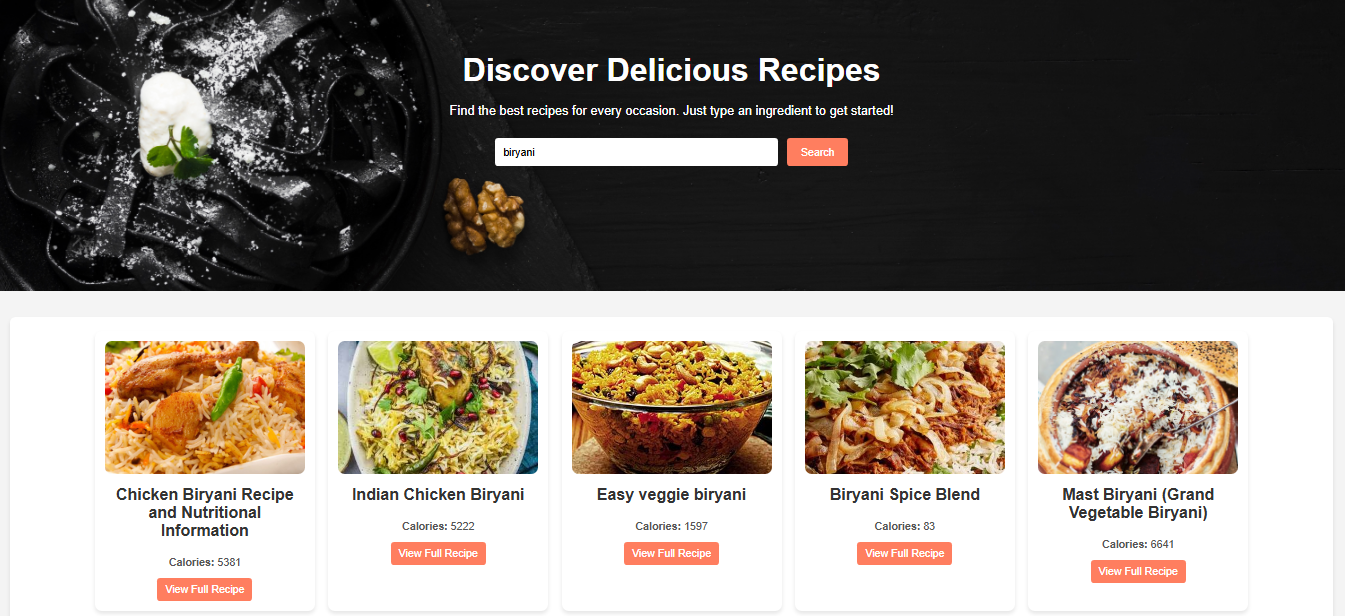 Discover Delicious Recipes
Find the best recipes for every occasion. Just type an ingredient to get started!
biryani
Search
Chicken Biryani Recipe
and Nutritional
Information
Calories: 5381
View Full Recipe
Indian Chicken Biryani
Calories: 5222
View Full Recipe
Easy veggie biryani
Calories: 1597
View Full Recipe
Biryani Spice Blend
Calories: 83
View Full Recipe
Mast Biryani (Grand
Vegetable Biryani)
Calories: 6641
View Full Recipe